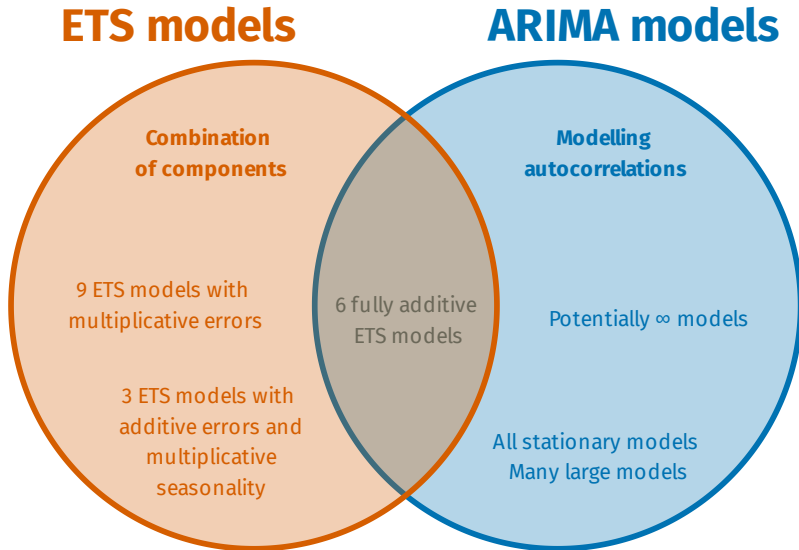 ETS models
ARIMA models
Combination
of components
Modelling
autocorrelations
9 ETS models with
multiplicative errors
6 fully additive
ETS models
Potentially ∞ models
3 ETS models with
additive errors and
multiplicative
seasonality
All stationary models
Many large models